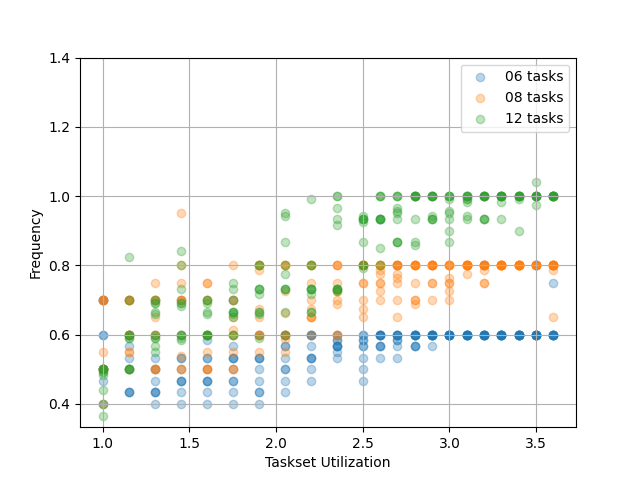 1.4
1.2
1.0
0.8
0.6
0.4
Frequency
06 tasks
08 tasks
12 tasks
1.0 1.5 2.0 2.5 3.0 3.5
Taskset Utilization